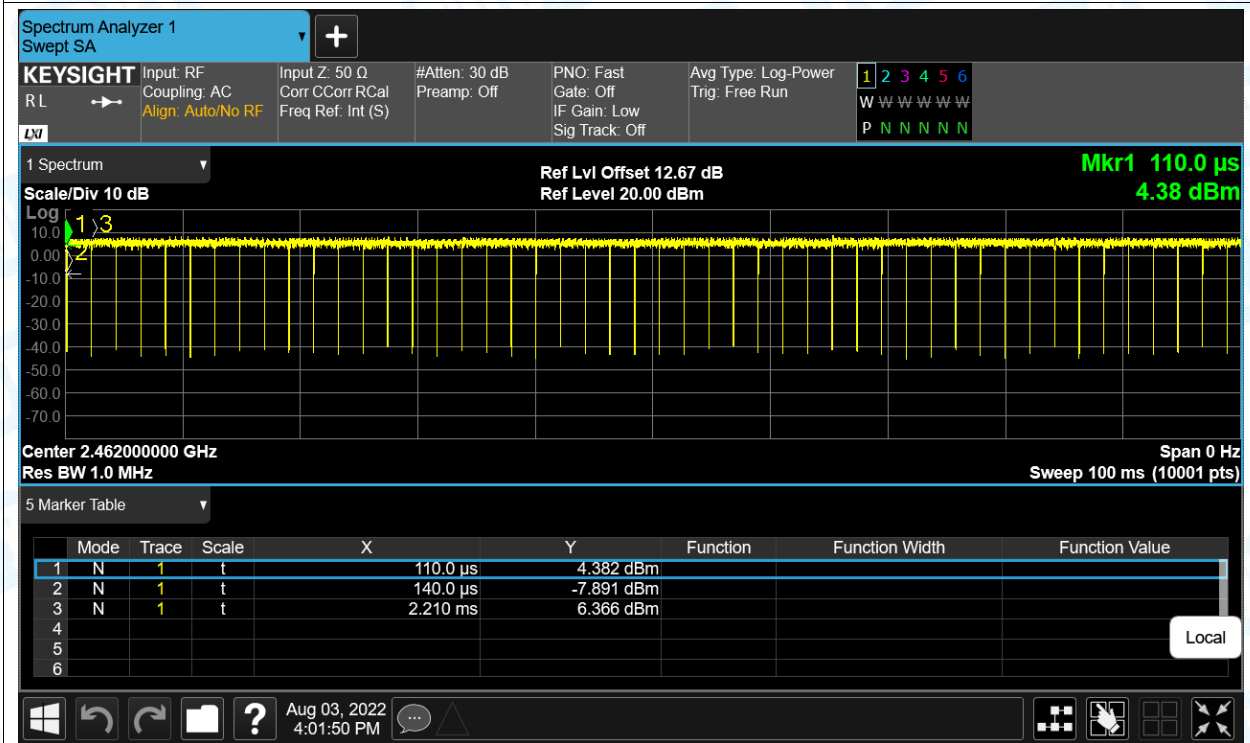 Spectrum Analyzer 1
Swept SA
+
KEYSIGHT
RL
LXI
Input: RF
Coupling: AC
Align: Auto/No RF
Input Z: 50 Ω
Corr CCorr RCal
Freq Ref: Int (S)
#Atten: 30 dB
Preamp: Off
PNO: Fast
Gate: Off
IF Gain: Low
Sig Track: Off
Avg Type: Log-Power
Trig: Free Run
1 2 3 4 5 6
W W W W W W
P N N N N N
1 Spectrum
Scale/Div 10 dB
Ref Lvl Offset 12.67 dB
Ref Level 20.00 dBm
Mkr1 110.0 µs
4.38 dBm
Log
10.0
0.00
-10.0
-20.0
-30.0
-40.0
-50.0
-60.0
-70.0
1 3
2
Center 2.462000000 GHz
Res BW 1.0 MHz
Span 0 Hz
Sweep 100 ms (10001 pts)
5 Marker Table
Mode Trace Scale X Y Function Function Width Function Value
1 N 1 t 110.0 µs 4.382 dBm
2 N 1 t 140.0 µs -7.891 dBm
3 N 1 t 2.210 ms 6.366 dBm
4
5
6
Local
?
Aug 03, 2022
4:01:50 PM